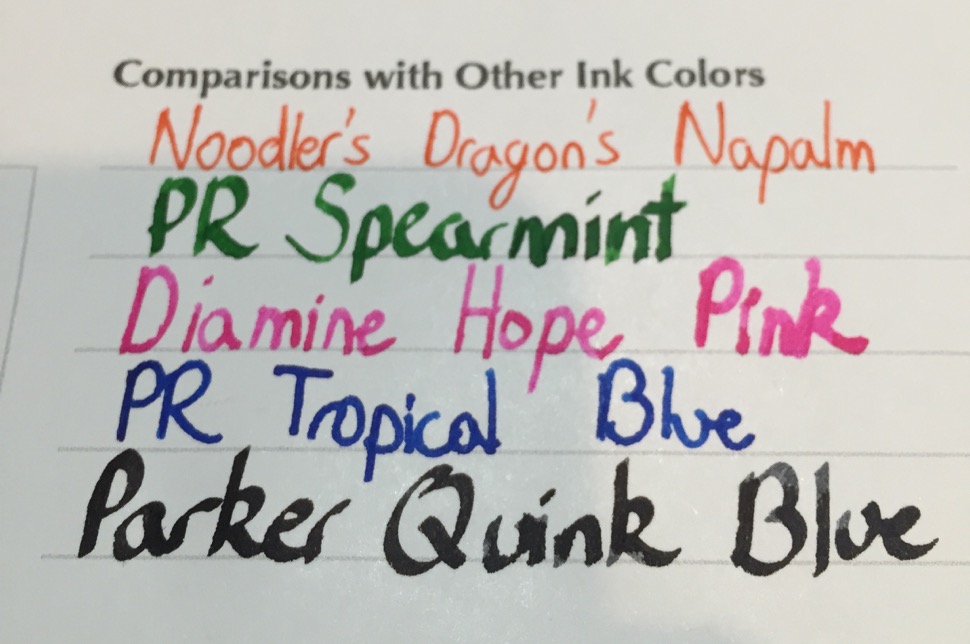 Comparisons with Other Ink Colors
Noodler's Dragon's Napalm
PR Spearmint
Diamine Hope Pink
PR Tropical Blue
Parker Quink Blue